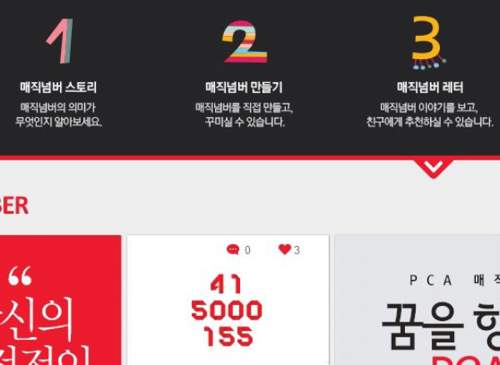 1
2
3
매직넘버 스토리
매직넘버의 의미가
무엇인지 알아보세요.
매직넘버 만들기
매직넘버를 직접 만들고,
꾸미실 수 있습니다.
매직넘버 레터
매직넘버 이야기를 보고,
친구에게 추천하실 수 있습니다.
BER
0
3
“
신의
41
5000
155
PCA 매직
꿈을 행